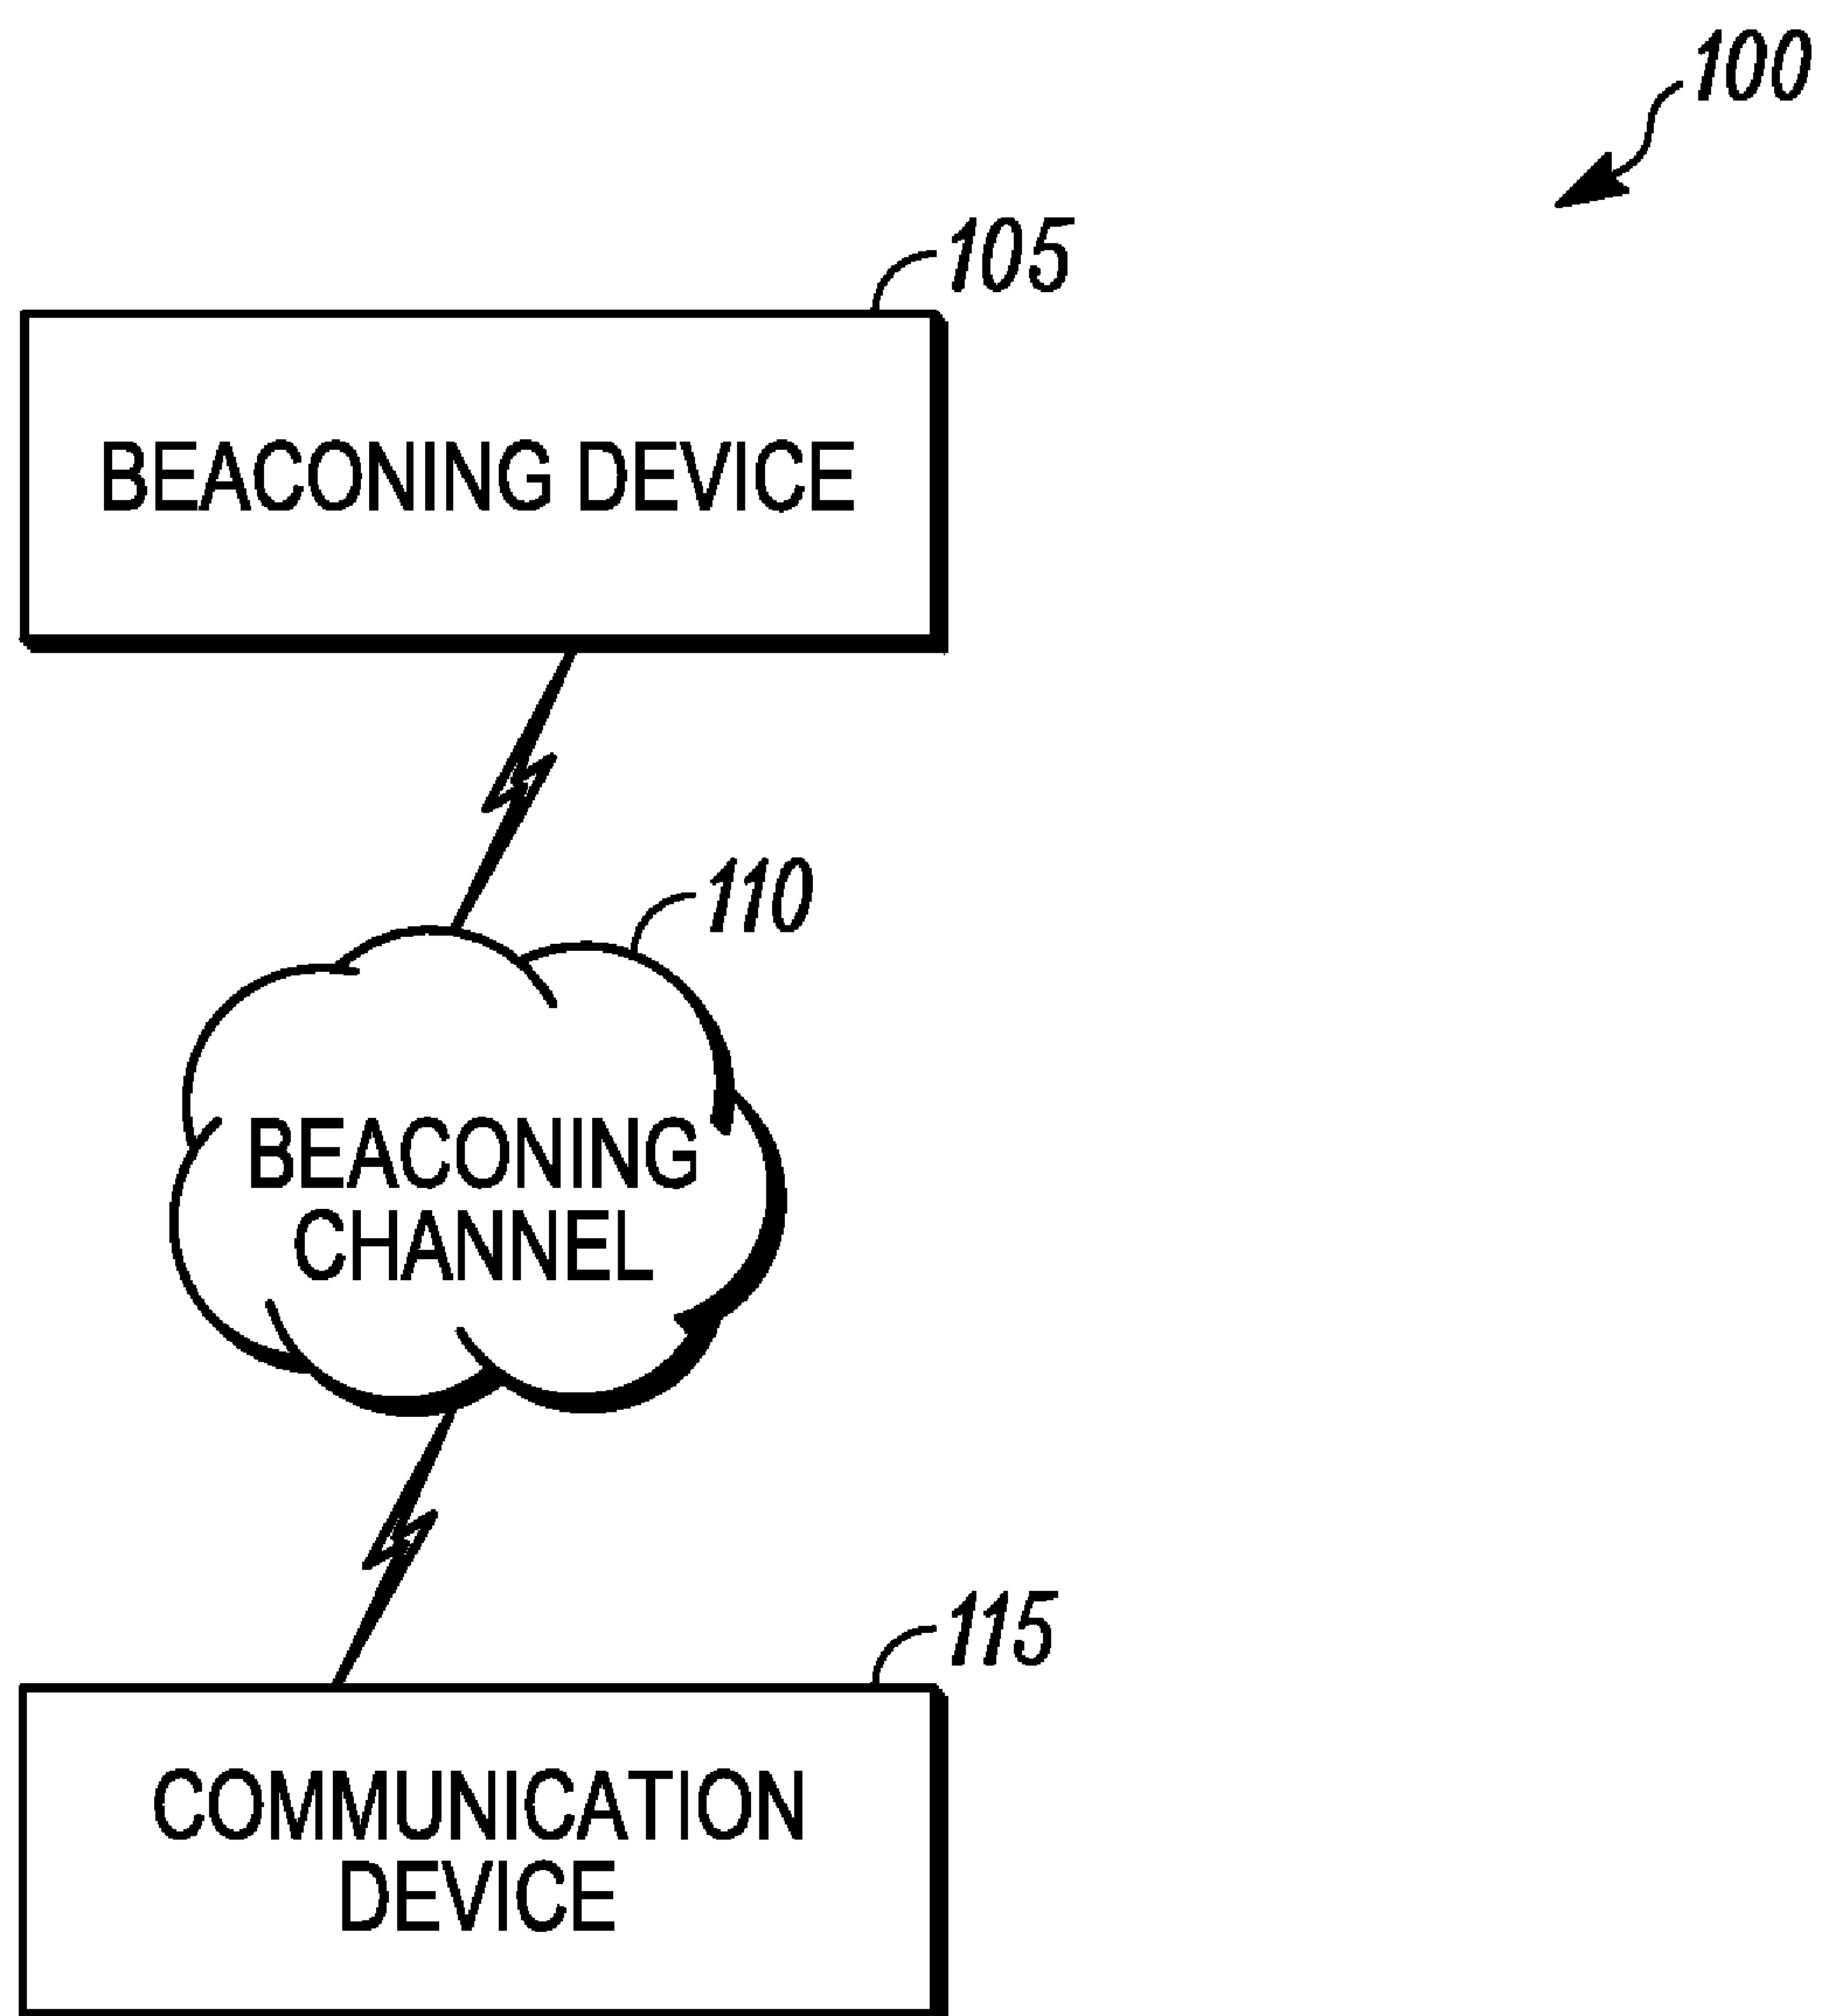 100
105
BEACONING DEVICE
110
BEACONING
CHANNEL
115
COMMUNICATION
DEVICE